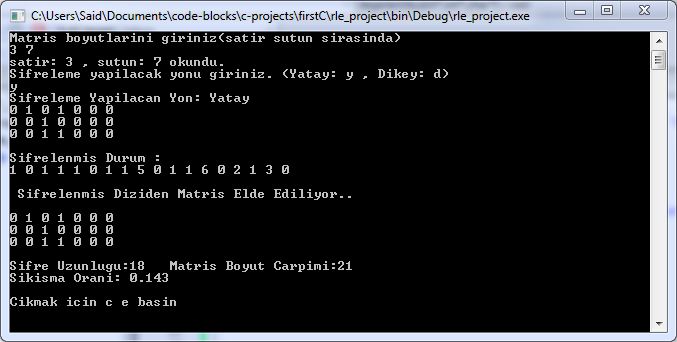 C:\Users\Said\Documents\code-blocks\c-projects\firstC\rle_project\bin\Debug\rle_project.exe
Matris boyutlarini giriniz(satir sutun sirasinda)
3 7
satir: 3 , sutun: 7 okundu.
Sifreleme yapilacak yonu giriniz. (Yatay: y , Dikey: d)
y
Sifreleme Yapilacan Yon: Yatay
0 1 0 1 0 0 0
0 0 1 0 0 0 0
0 0 1 1 0 0 0
Sifrelenmis Durum :
1 0 1 1 1 0 1 1 5 0 1 1 6 0 2 1 3 0
Sifrelenmis Diziden Matris Elde Ediliyor..
0 1 0 1 0 0 0
0 0 1 0 0 0 0
0 0 1 1 0 0 0
Sifre Uzunlugu:18 Matris Boyut Carpimi:21
Sikisma Orani: 0.143
Cikmak icin c e basin